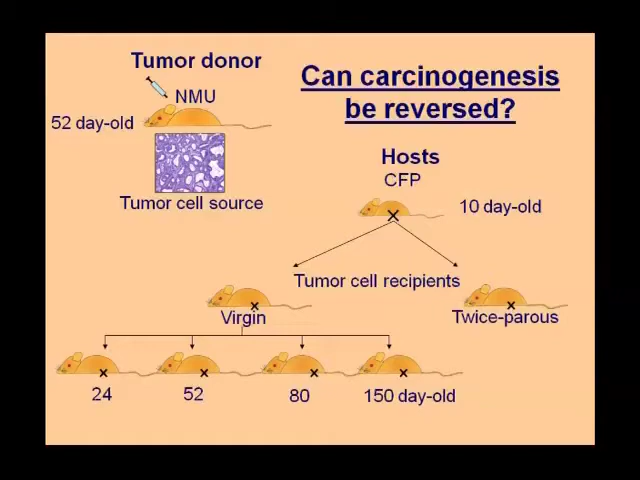 Tumor donor
NMU
52 day-old
Tumor cell source
Can carcinogenesis
be reversed?
Hosts
CFP
10 day-old
Tumor cell recipients
Virgin
Twice-parous
24
52
80
150 day-old